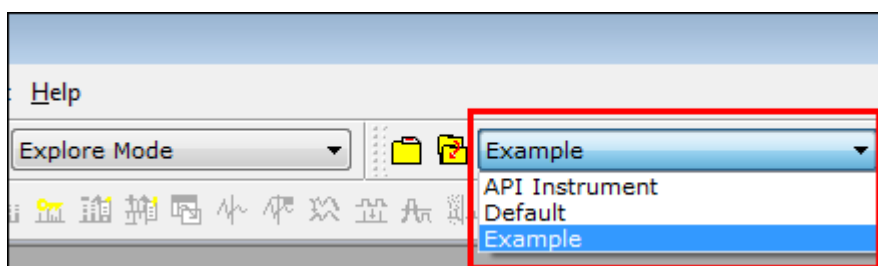 Help
Explore Mode
Example
API Instrument
Default
Example